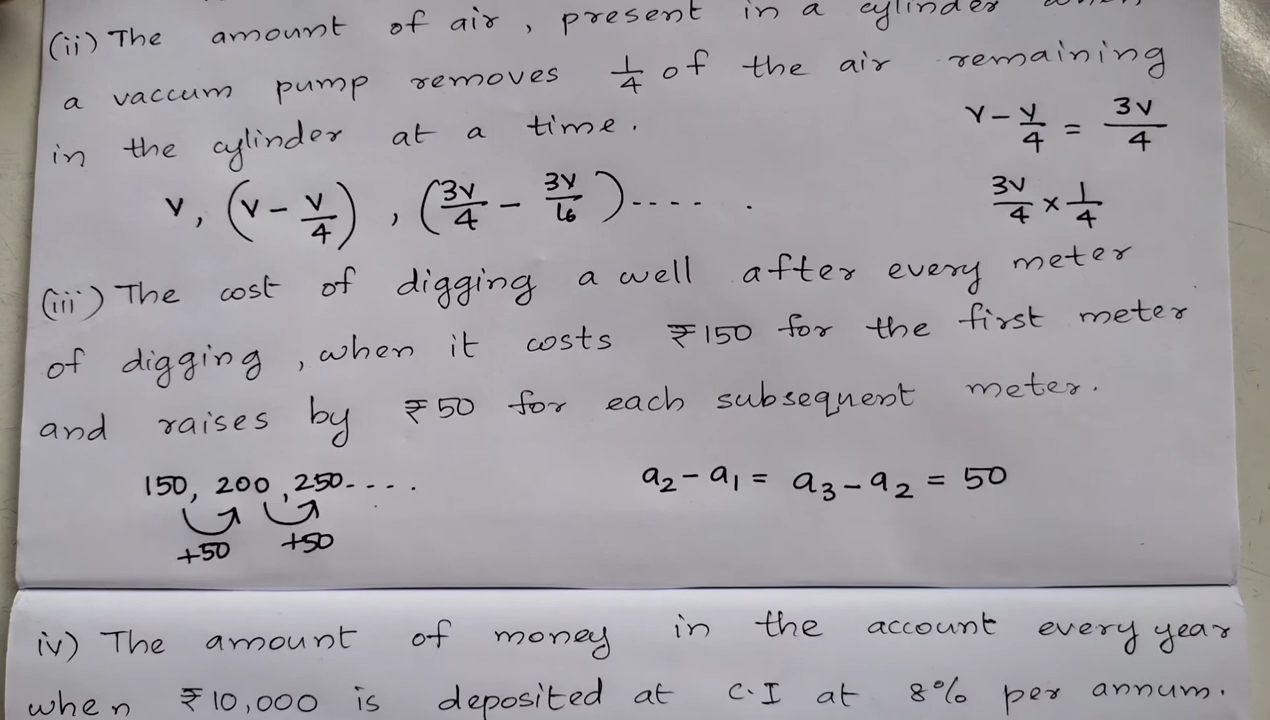 (ii) The amount of air, present in a cylinder when,
a vaccum pump removes 1/4 of the air remaining
in the cylinder at a time.
v - v/4 = 3v/4
v, (v - v/4), (3v/4 - 3v/16)---- .
3v/4 × 1/4
(iii) The cost of digging a well after every meter
of digging, when it costs ₹150 for the first meter
and raises by ₹50 for each subsequent meter.
150, 200, 250----
a₂ - a₁ = a₃ - a₂ = 50
+50 +50
iv) The amount of money in the account every year
when ₹10,000 is deposited at C.I at 8% per annum.